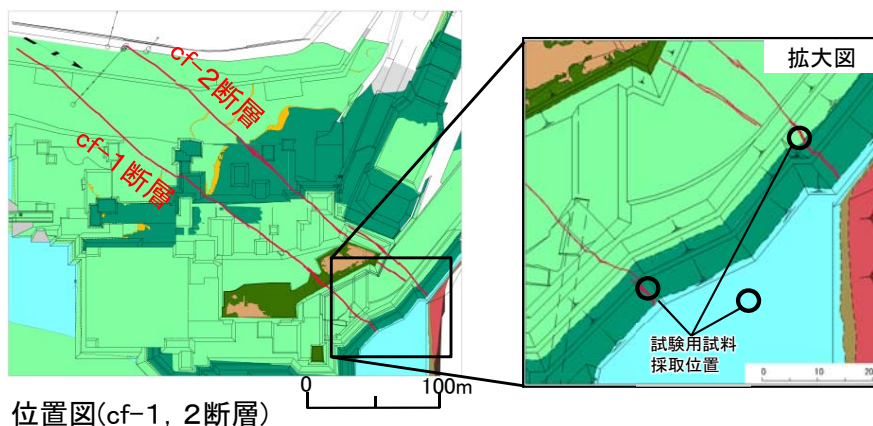 cf-2断層
cf-1断層
拡大図
試験用試料
採取位置
0 10 20
0 100m
位置図(cf-1, 2断層)